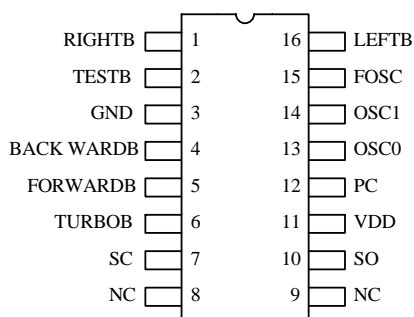 RIGHTB 1 16 LEFTB
TESTB 2 15 FOSC
GND 3 14 OSC1
BACK WARDB 4 13 OSC0
FORWARDB 5 12 PC
TURBOB 6 11 VDD
SC 7 10 SO
NC 8 9 NC